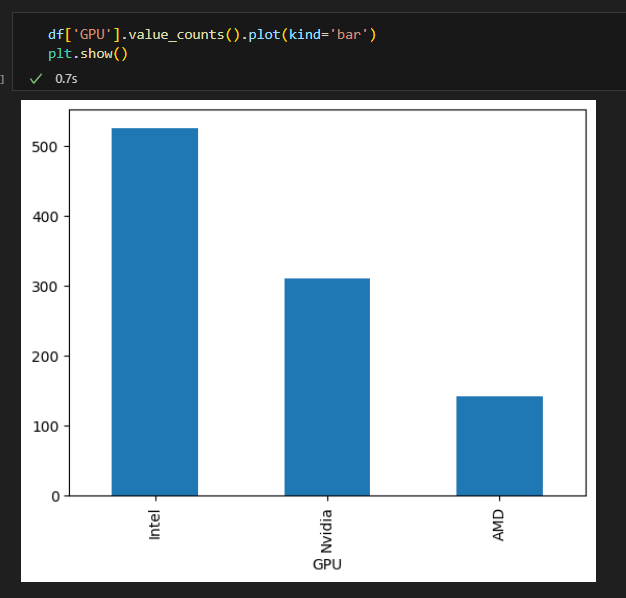 df['GPU'].value_counts().plot(kind='bar')
plt.show()
]
0.7s
500
400
300
200
100
0
Intel
Nvidia
AMD
GPU